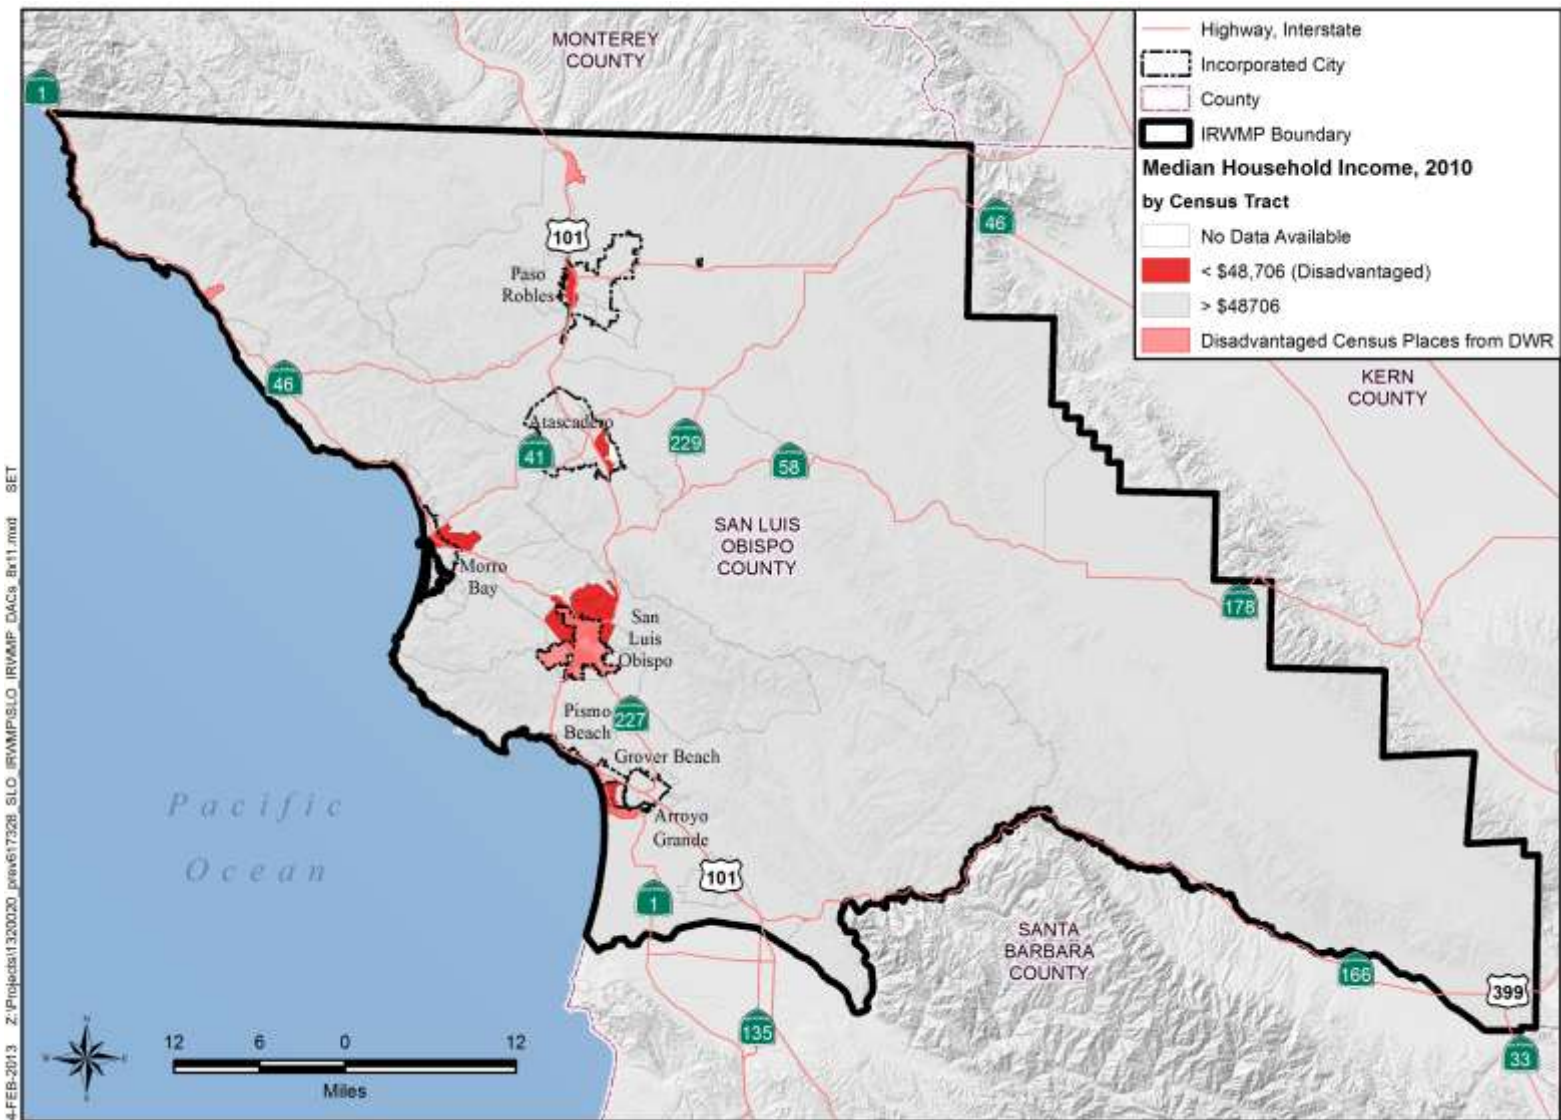 MONTEREY
COUNTY
1
46
101
Paso
Robles
46
Atascadero
41
229
58
SAN LUIS
OBISPO
COUNTY
KERN
COUNTY
Morro
Bay
178
San
Luis
Obispo
Pismo
Beach
227
Grover Beach
Arroyo
Grande
101
1
Pacific
Ocean
SANTA
BARBARA
COUNTY
166
399
135
33
Highway, Interstate
Incorporated City
County
IRWMP Boundary
Median Household Income, 2010
by Census Tract
No Data Available
< $48,706 (Disadvantaged)
> $48706
Disadvantaged Census Places from DWR
12 6 0 12
Miles
N
E
S
W
4-FEB-2013 Z:\Projects\1320020_prev617328_SLO_IRWMP\SLO_IRWMP_DACs_8x11.mxd SET